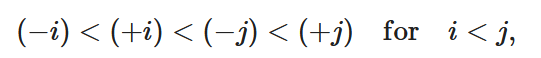 (−i) < (+i) < (−j) < (+j) for i < j,